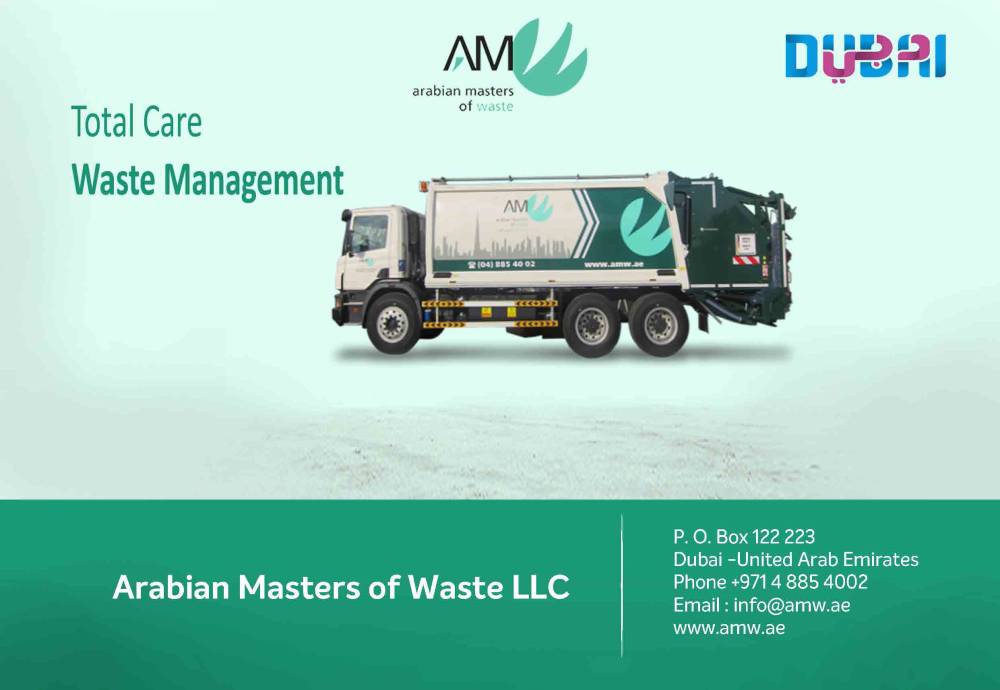 AM
arabian masters
of waste
DUBAI
Total Care
Waste Management
AM
(04) 885 40 02
www.amw.ae
Arabian Masters of Waste LLC
P. O. Box 122 223
Dubai -United Arab Emirates
Phone +971 4 885 4002
Email : info@amw.ae
www.amw.ae